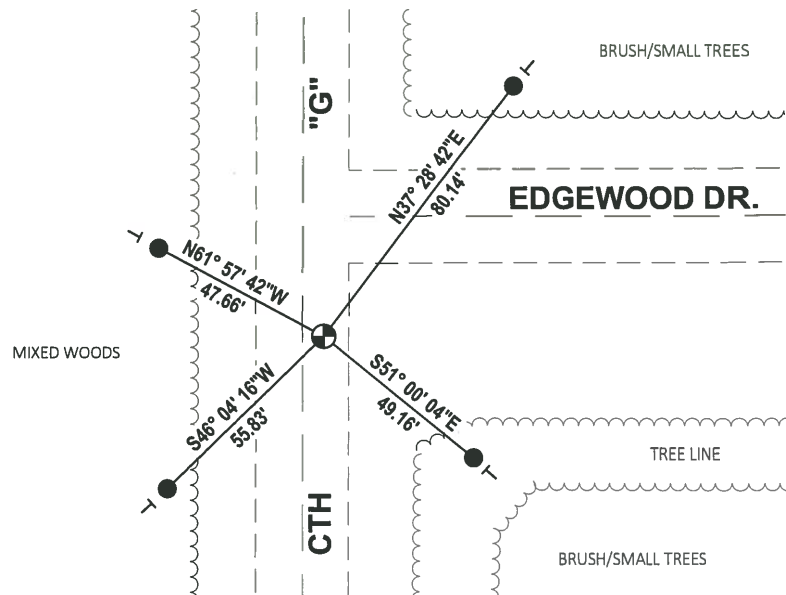 BRUSH/SMALL TREES
"G"
N37° 28' 42"E
80.14'
EDGEWOOD DR.
N61° 57' 42"W
47.66'
MIXED WOODS
S51° 00' 04"E
49.16'
S46° 04' 16"W
55.83'
TREE LINE
CTH
BRUSH/SMALL TREES